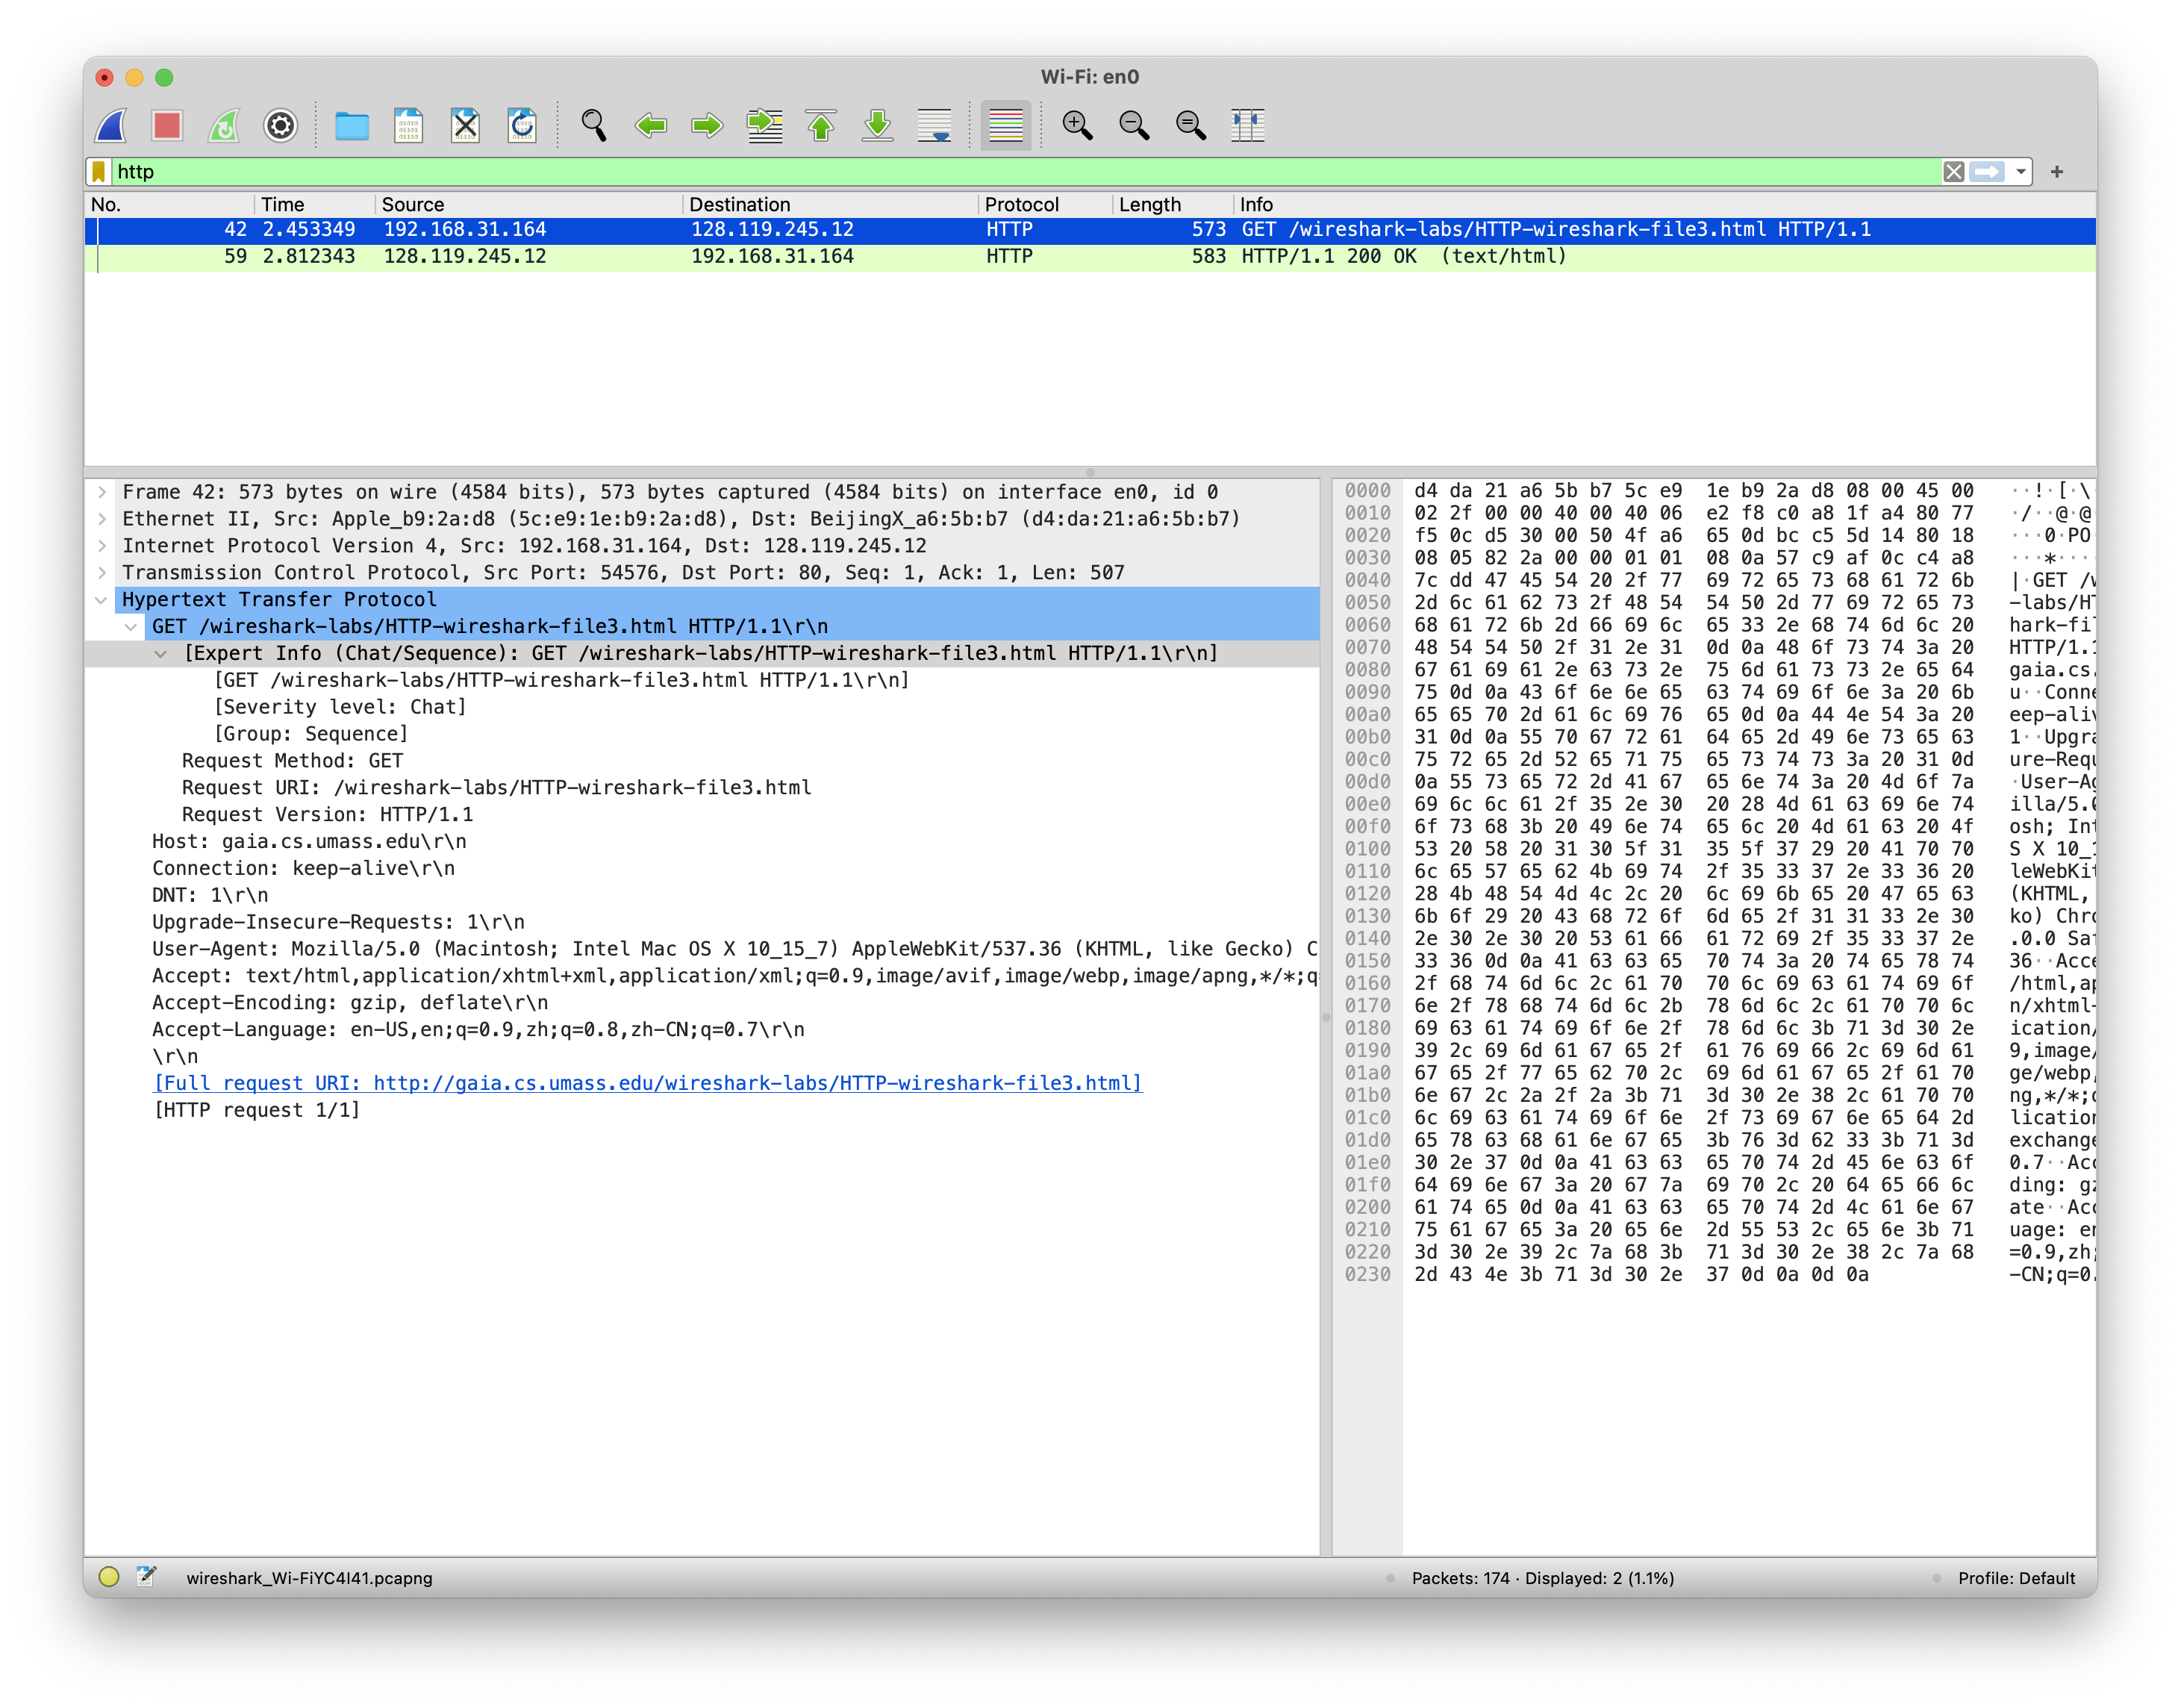 Wi-Fi: en0
http
+
No. Time Source Destination Protocol Length Info
42 2.453349 192.168.31.164 128.119.245.12 HTTP 573 GET /wireshark-labs/HTTP-wireshark-file3.html HTTP/1.1
59 2.812343 128.119.245.12 192.168.31.164 HTTP 583 HTTP/1.1 200 OK (text/html)
Frame 42: 573 bytes on wire (4584 bits), 573 bytes captured (4584 bits) on interface en0, id 0
Ethernet II, Src: Apple_b9:2a:d8 (5c:e9:1e:b9:2a:d8), Dst: BeijingX_a6:5b:b7 (d4:da:21:a6:5b:b7)
Internet Protocol Version 4, Src: 192.168.31.164, Dst: 128.119.245.12
Transmission Control Protocol, Src Port: 54576, Dst Port: 80, Seq: 1, Ack: 1, Len: 507
Hypertext Transfer Protocol
GET /wireshark-labs/HTTP-wireshark-file3.html HTTP/1.1\r\n
[Expert Info (Chat/Sequence): GET /wireshark-labs/HTTP-wireshark-file3.html HTTP/1.1\r\n]
[GET /wireshark-labs/HTTP-wireshark-file3.html HTTP/1.1\r\n]
[Severity level: Chat]
[Group: Sequence]
Request Method: GET
Request URI: /wireshark-labs/HTTP-wireshark-file3.html
Request Version: HTTP/1.1
Host: gaia.cs.umass.edu\r\n
Connection: keep-alive\r\n
DNT: 1\r\n
Upgrade-Insecure-Requests: 1\r\n
User-Agent: Mozilla/5.0 (Macintosh; Intel Mac OS X 10_15_7) AppleWebKit/537.36 (KHTML, like Gecko) C
Accept: text/html,application/xhtml+xml,application/xml;q=0.9,image/avif,image/webp,image/apng,*/*;q=
Accept-Encoding: gzip, deflate\r\n
Accept-Language: en-US,en;q=0.9,zh;q=0.8,zh-CN;q=0.7\r\n
\r\n
[Full request URI: http://gaia.cs.umass.edu/wireshark-labs/HTTP-wireshark-file3.html]
[HTTP request 1/1]
0000 d4 da 21 a6 5b b7 5c e9 1e b9 2a d8 08 00 45 00 ··!·[·\
0010 02 2f 00 00 40 00 40 06 e2 f8 c0 a8 1f a4 80 77 ·/··@·@
0020 f5 0c d5 30 00 50 4f a6 65 0d bc c5 5d 14 80 18 ···0·PO
0030 08 05 82 2a 00 00 01 01 08 0a 57 c9 af 0c c4 a8 ···*····
0040 7c dd 47 45 54 20 2f 77 69 72 65 73 68 61 72 6b |·GET /w
0050 2d 6c 61 62 73 2f 48 54 54 50 2d 77 69 72 65 73 -labs/HT
0060 68 61 72 6b 2d 66 69 6c 65 33 2e 68 74 6d 6c 20 hark-fil
0070 48 54 54 50 2f 31 2e 31 0d 0a 48 6f 73 74 3a 20 HTTP/1.1
0080 67 61 69 61 2e 63 73 2e 75 6d 61 73 73 2e 65 64 gaia.cs.
0090 75 0d 0a 43 6f 6e 6e 65 63 74 69 6f 6e 3a 20 6b u··Conne
00a0 65 65 70 2d 61 6c 69 76 65 0d 0a 44 4e 54 3a 20 eep-aliv
00b0 31 0d 0a 55 70 67 72 61 64 65 2d 49 6e 73 65 63 1··Upgra
00c0 75 72 65 2d 52 65 71 75 65 73 74 73 3a 20 31 0d ure-Requ
00d0 0a 55 73 65 72 2d 41 67 65 6e 74 3a 20 4d 6f 7a ·User-Ag
00e0 69 6c 6c 61 2f 35 2e 30 20 28 4d 61 63 69 6e 74 illa/5.0
00f0 6f 73 68 3b 20 49 6e 74 65 6c 20 4d 61 63 20 4f osh; Int
0100 53 20 58 20 31 30 5f 31 35 5f 37 29 20 41 70 70 S X 10_1
0110 6c 65 57 65 62 4b 69 74 2f 35 33 37 2e 33 36 20 leWebKit
0120 28 4b 48 54 4d 4c 2c 20 6c 69 6b 65 20 47 65 63 (KHTML,
0130 6b 6f 29 20 43 68 72 6f 6d 65 2f 31 31 33 2e 30 ko) Chro
0140 2e 30 2e 30 20 53 61 66 61 72 69 2f 35 33 37 2e .0.0 Saf
0150 33 36 0d 0a 41 63 63 65 70 74 3a 20 74 65 78 74 36··Acce
0160 2f 68 74 6d 6c 2c 61 70 70 6c 69 63 61 74 69 6f /html,ap
0170 6e 2f 78 68 74 6d 6c 2b 78 6d 6c 2c 61 70 70 6c n/xhtml+
0180 69 63 61 74 69 6f 6e 2f 78 6d 6c 3b 71 3d 30 2e ication/
0190 39 2c 69 6d 61 67 65 2f 61 76 69 66 2c 69 6d 61 9,image/
01a0 67 65 2f 77 65 62 70 2c 69 6d 61 67 65 2f 61 70 ge/webp,
01b0 6e 67 2c 2a 2f 2a 3b 71 3d 30 2e 38 2c 61 70 70 ng,*/*;q
01c0 6c 69 63 61 74 69 6f 6e 2f 73 69 67 6e 65 64 2d lication
01d0 65 78 63 68 61 6e 67 65 3b 76 3d 62 33 3b 71 3d exchange
01e0 30 2e 37 0d 0a 41 63 63 65 70 74 2d 45 6e 63 6f 0.7··Acc
01f0 64 69 6e 67 3a 20 67 7a 69 70 2c 20 64 65 66 6c ding: gz
0200 61 74 65 0d 0a 41 63 63 65 70 74 2d 4c 61 6e 67 ate··Acc
0210 75 61 67 65 3a 20 65 6e 2d 55 53 2c 65 6e 3b 71 uage: en
0220 3d 30 2e 39 2c 7a 68 3b 71 3d 30 2e 38 2c 7a 68 =0.9,zh;
0230 2d 43 4e 3b 71 3d 30 2e 37 0d 0a 0d 0a -CN;q=0.
wireshark_Wi-FiYC4I41.pcapng Packets: 174 · Displayed: 2 (1.1%) Profile: Default